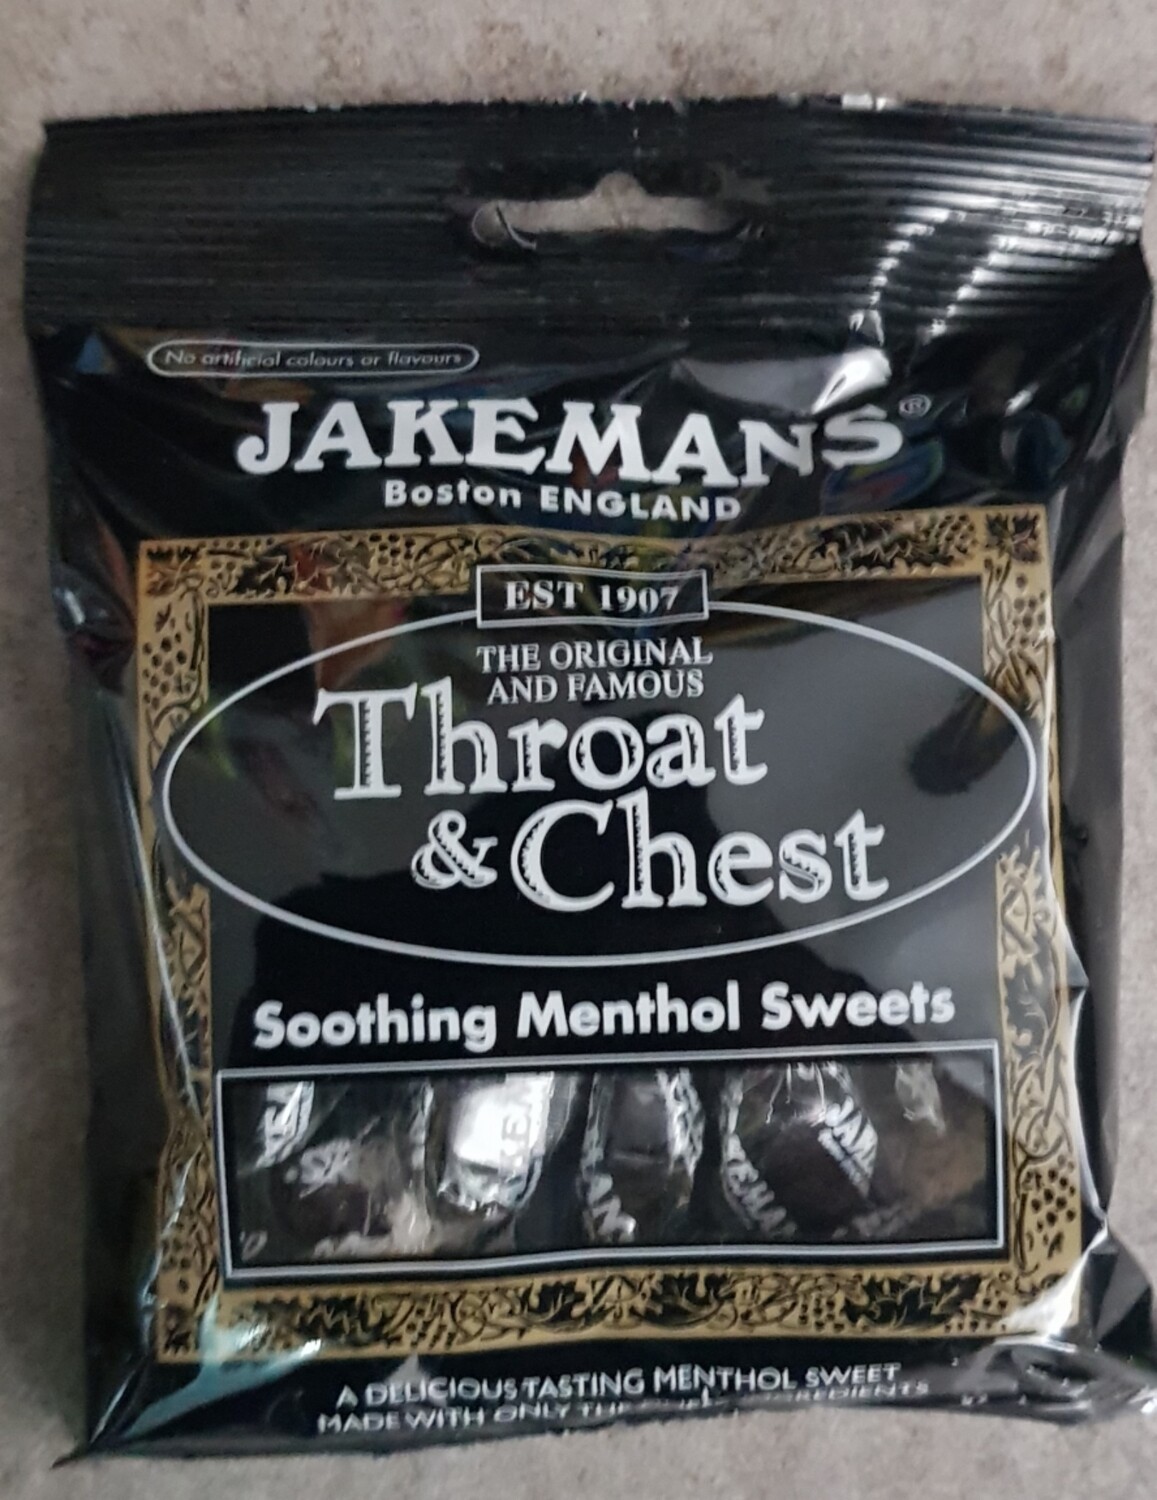 No artificial colours or flavours
JAKEMANS®
Boston ENGLAND
EST 1907
THE ORIGINAL
AND FAMOUS
Throat
& Chest
Soothing Menthol Sweets
A DELICIOUS TASTING MENTHOL SWEET
MADE WITH ONLY THE INGREDIENTS